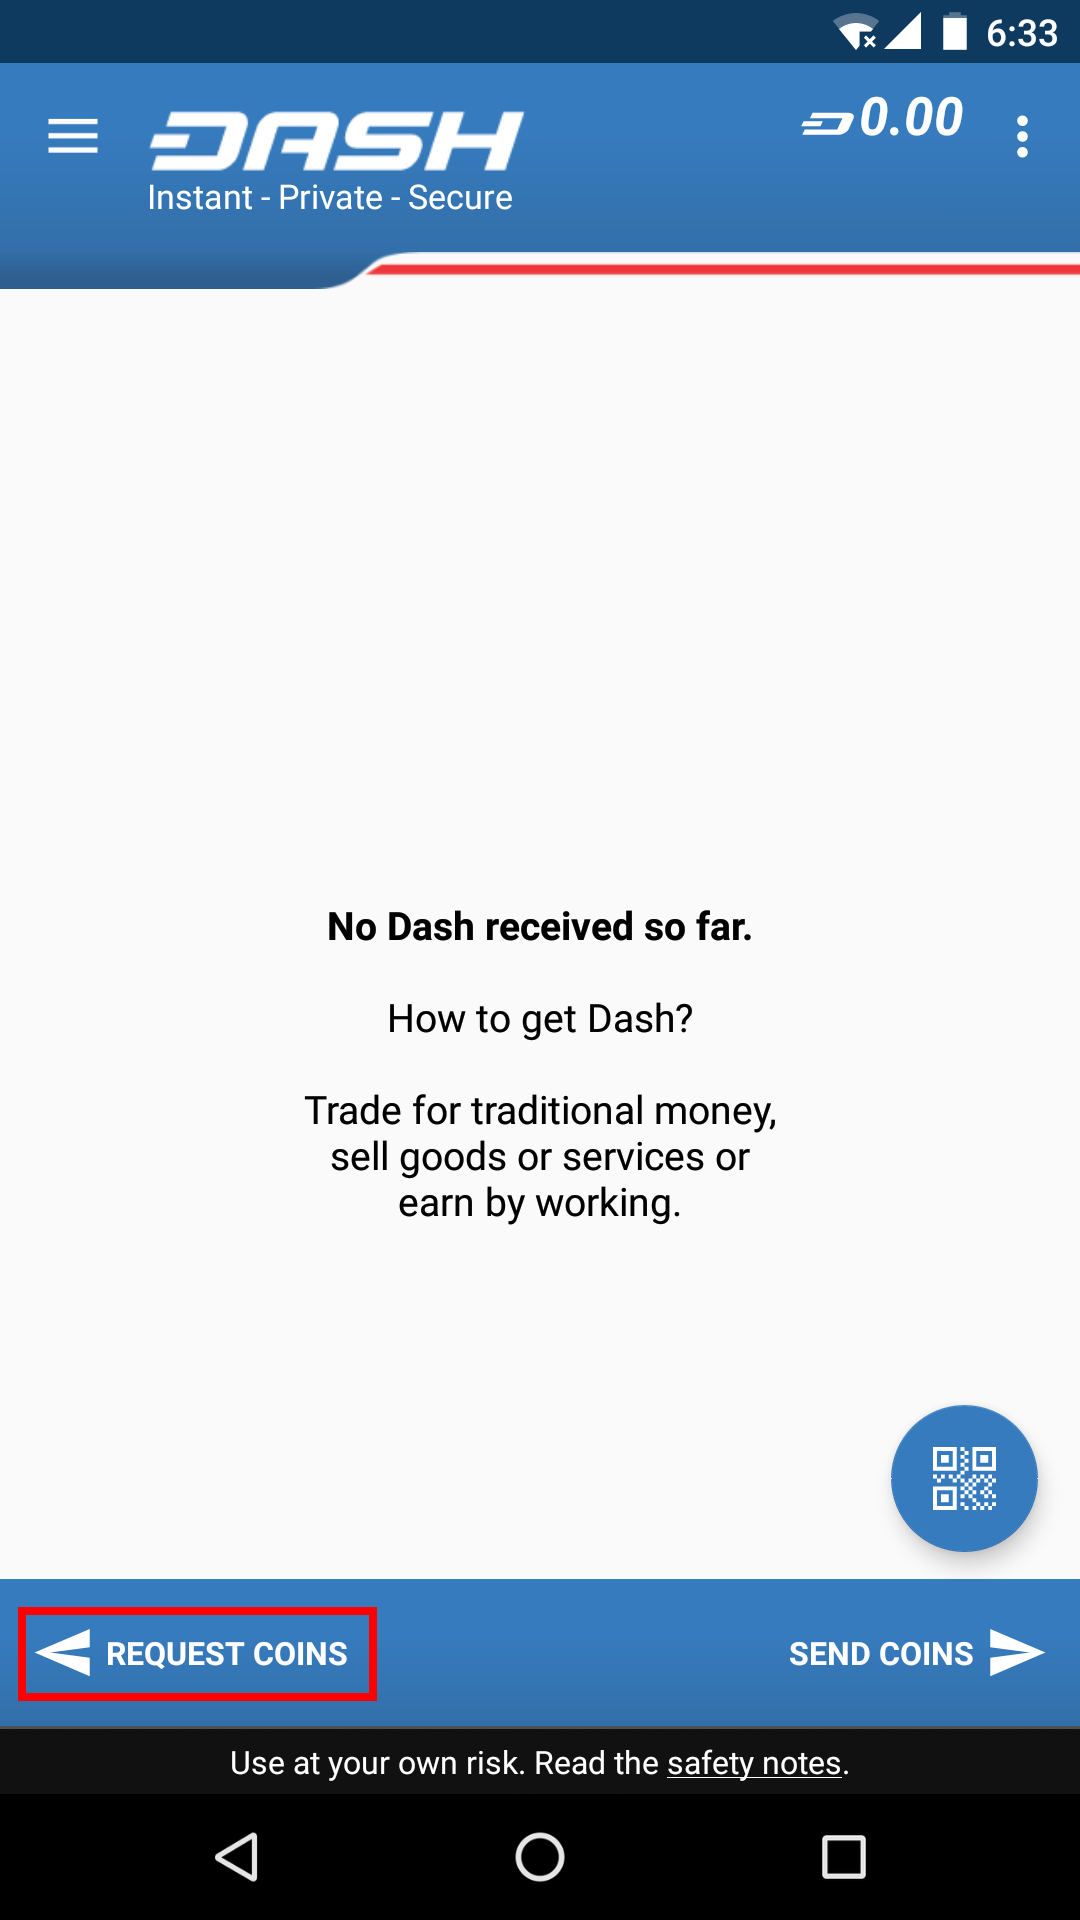 6:33
DASH
0.00
Instant - Private - Secure
No Dash received so far.
How to get Dash?
Trade for traditional money,
sell goods or services or
earn by working.
REQUEST COINS
SEND COINS
Use at your own risk. Read the safety notes.